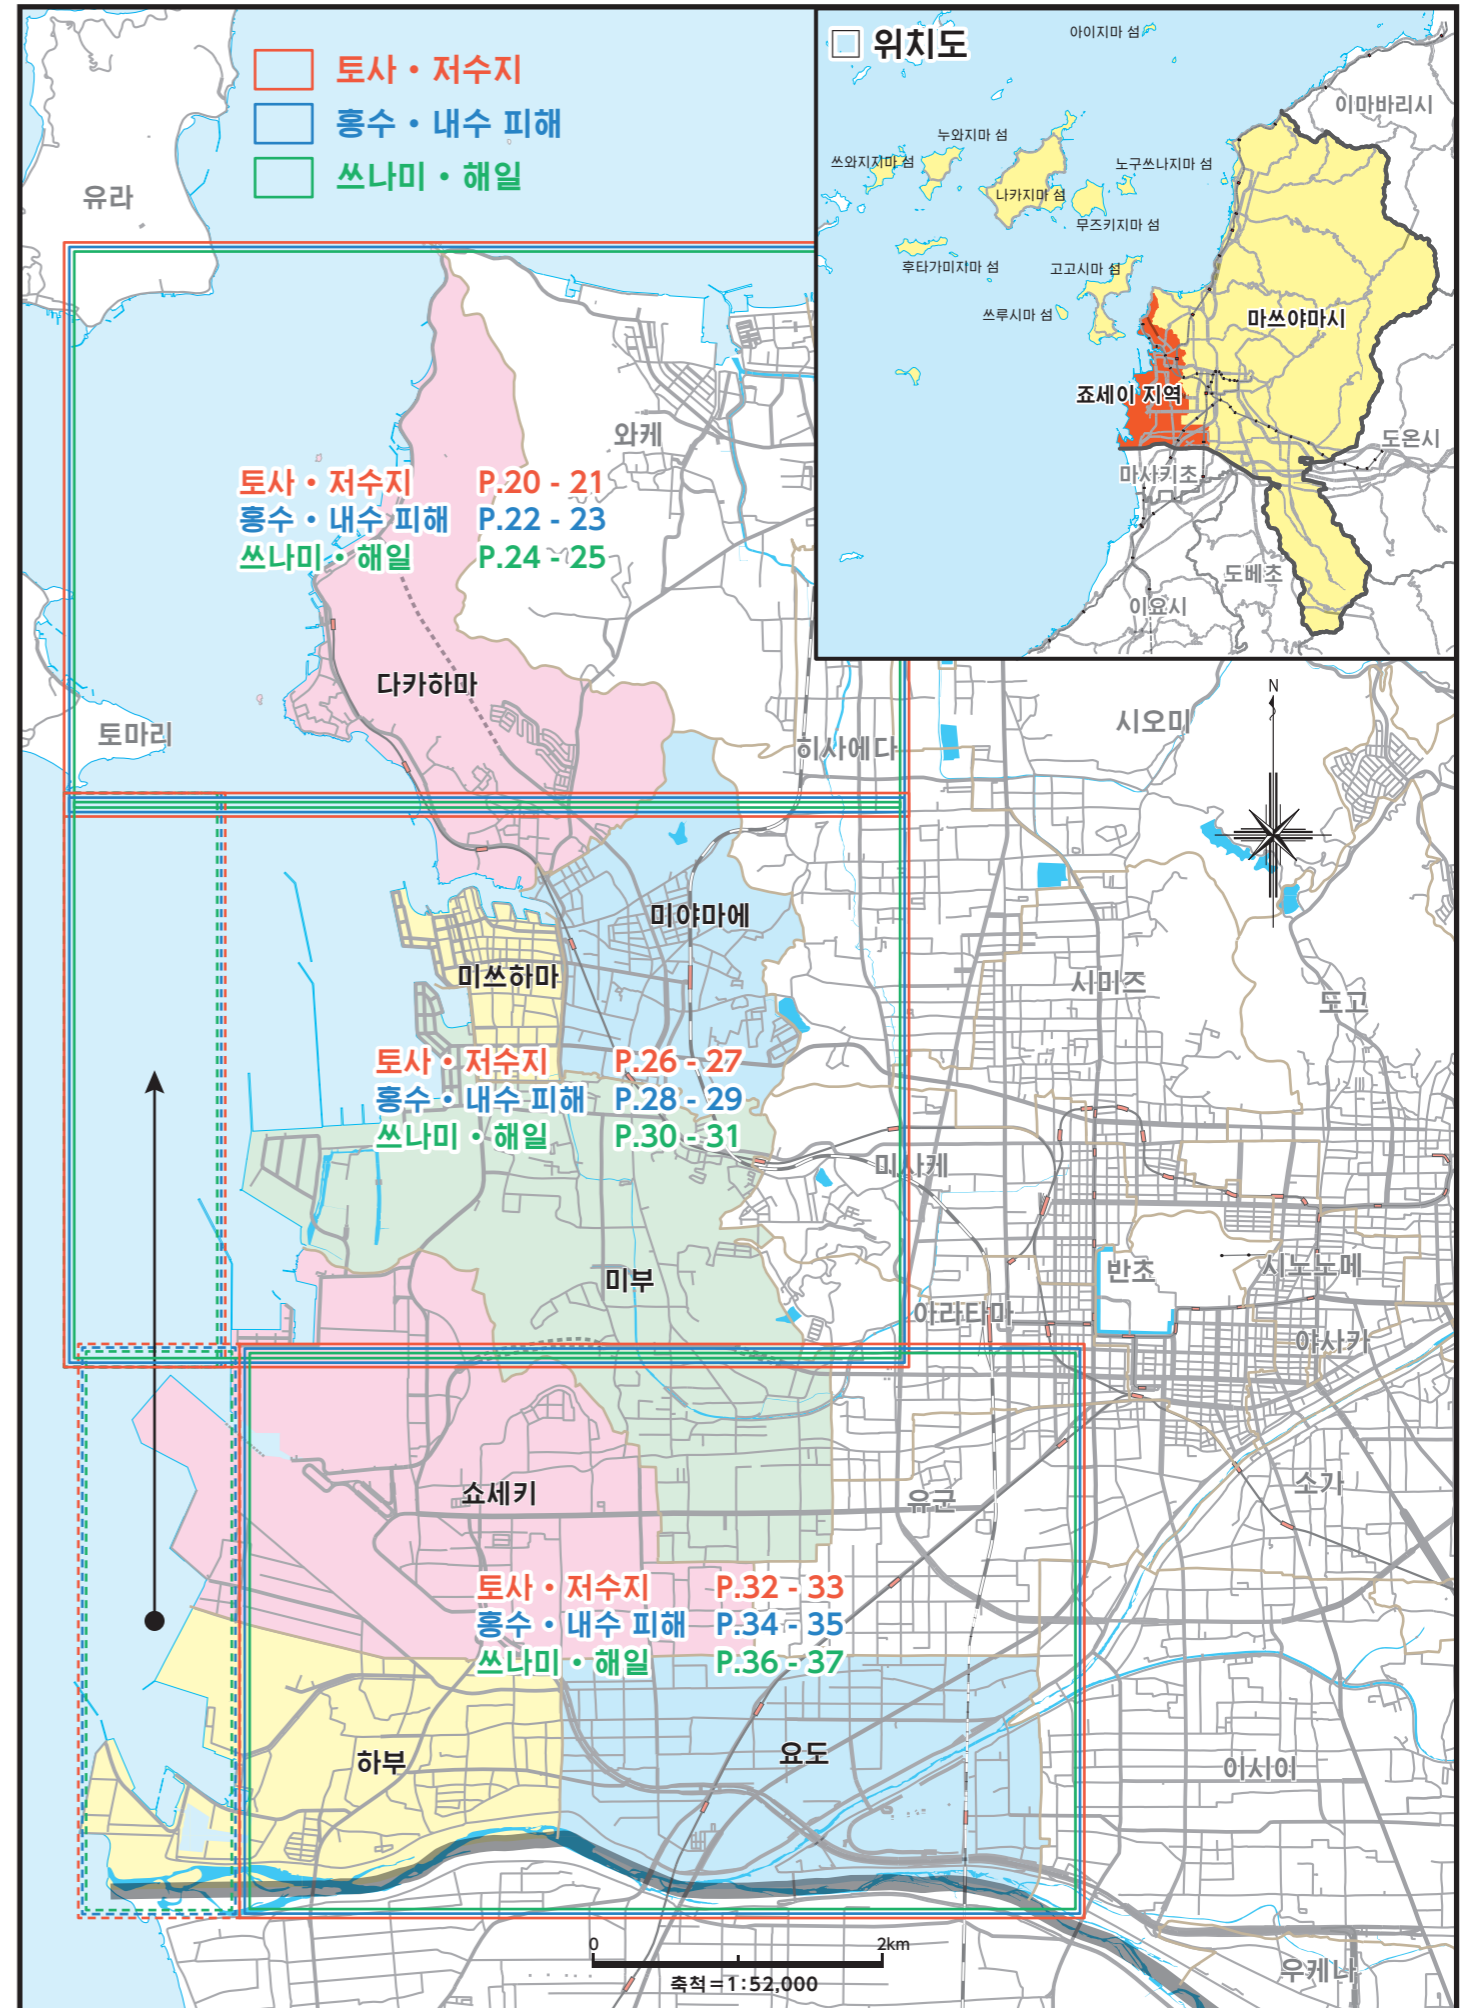 토사・저수지
홍수・내수 피해
쓰나미・해일
□ 위치도
아이지마 섬
이마바리시
누와지마 섬
쓰와지지마 섬
노구쓰나지마 섬
나카지마 섬
무즈키지마 섬
후타가미지마 섬
고고시마 섬
쓰루시마 섬
마쓰야마시
죠세이 지역
도온시
마사키초
도베초
이요시
유라
와케
토사・저수지 P.20 - 21
홍수・내수 피해 P.22 - 23
쓰나미・해일 P.24 - 25
다카하마
토마리
히사에다
시오미
N
미야마에
미쓰하마
시미즈
도고
토사・저수지 P.26 - 27
홍수・내수 피해 P.28 - 29
쓰나미・해일 P.30 - 31
미사케
미부
반초
시노노메
아라타마
야사카
쇼세키
유군
소가
토사・저수지 P.32 - 33
홍수・내수 피해 P.34 - 35
쓰나미・해일 P.36 - 37
하부
요도
이시이
0 2km
축척=1:52,000
우케나